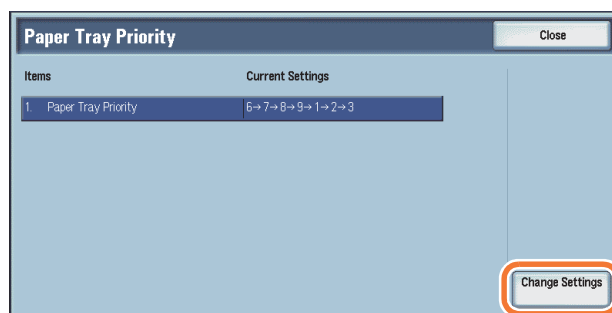 Paper Tray Priority
Close
Items Current Settings
1. Paper Tray Priority 6→7→8→9→1→2→3
Change Settings